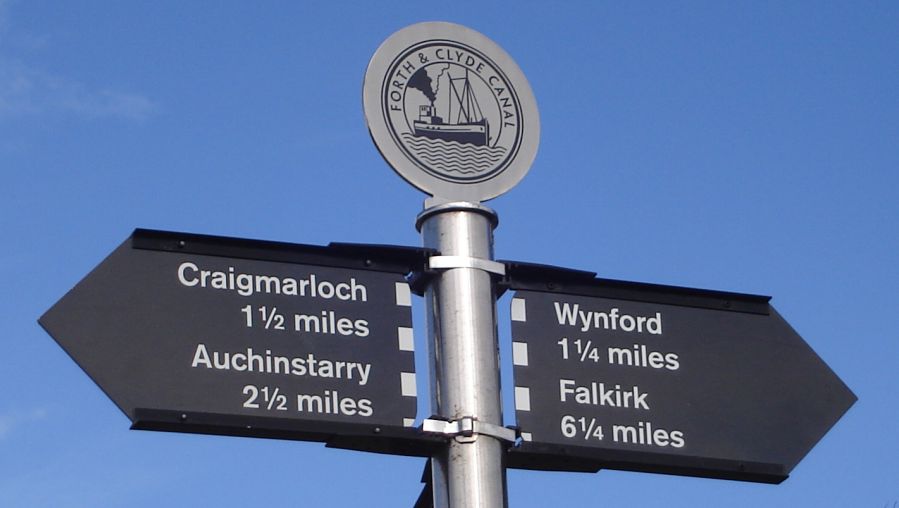 FORTH & CLYDE CANAL
Craigmarloch
1½ miles
Auchinstarry
2½ miles
Wynford
1¼ miles
Falkirk
6¼ miles